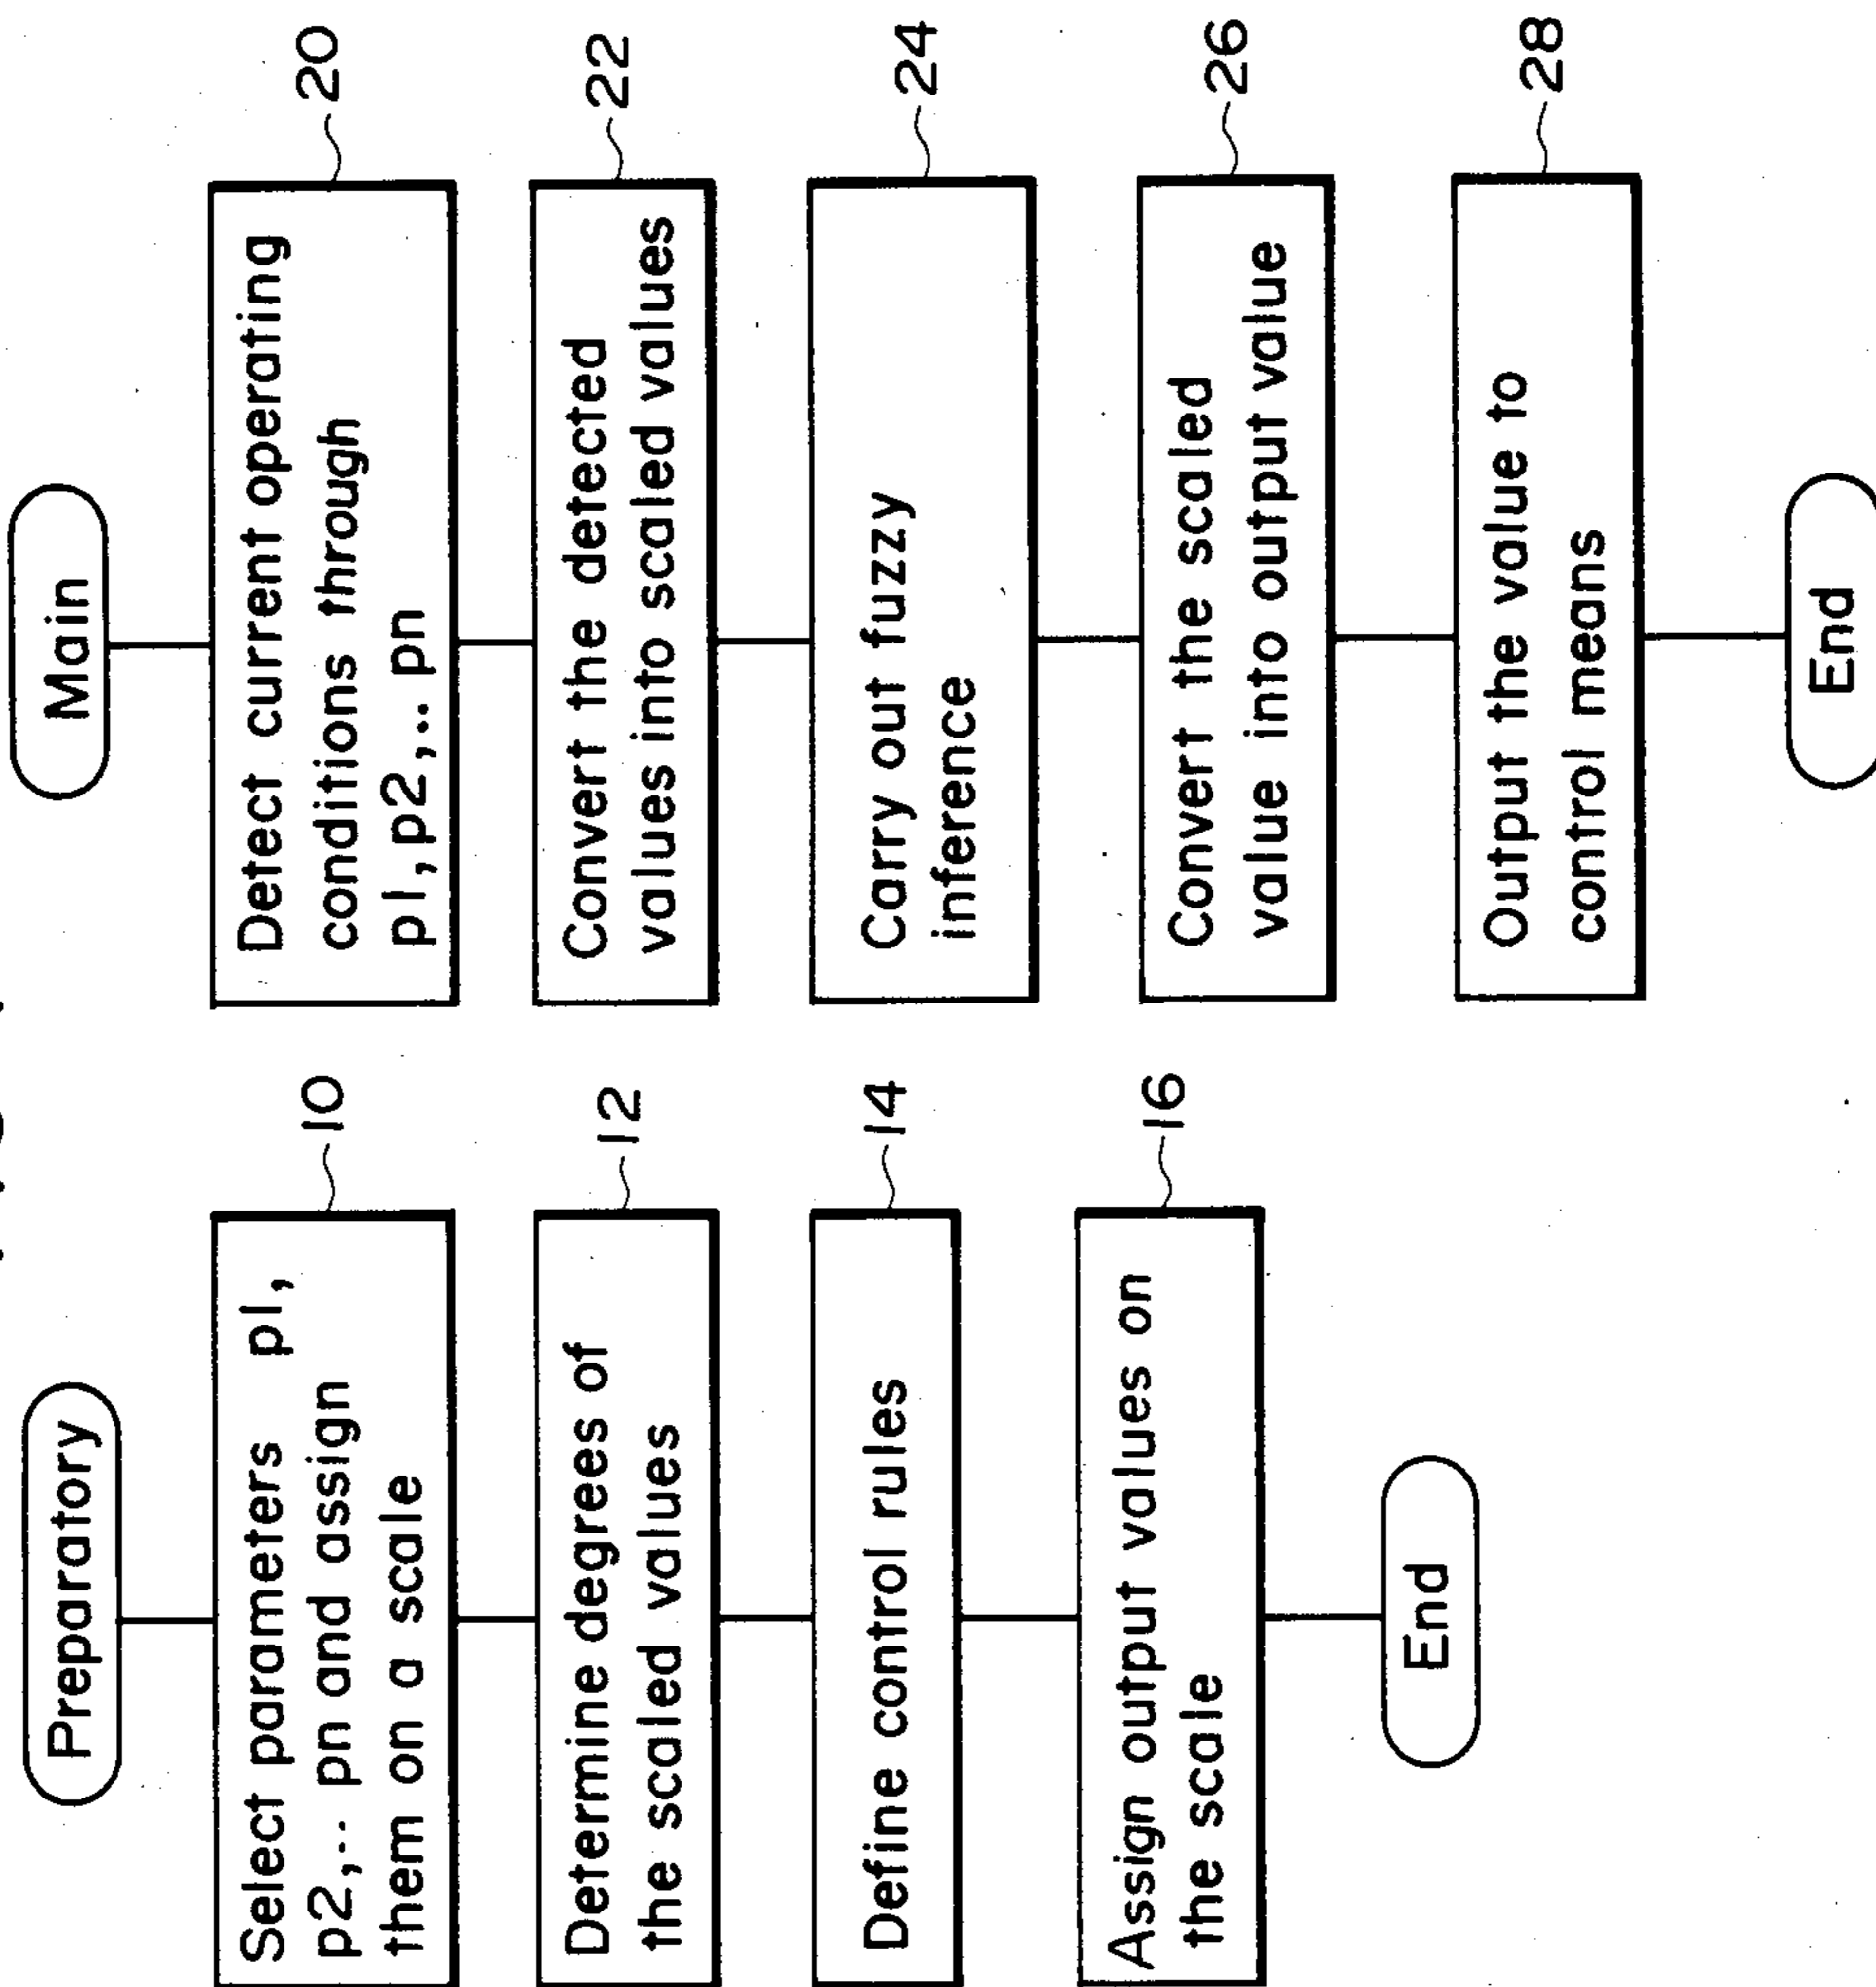 Preparatory
Select parameters p1,
p2,.. pn and assign
them on a scale
10
Determine degrees of
the scaled values
12
Define control rules
14
Assign output values on
the scale
16
End
Main
Detect current operating
conditions through
p1,p2,.. pn
20
Convert the detected
values into scaled values
22
Carry out fuzzy
inference
24
Convert the scaled
value into output value
26
Output the value to
control means
28
End